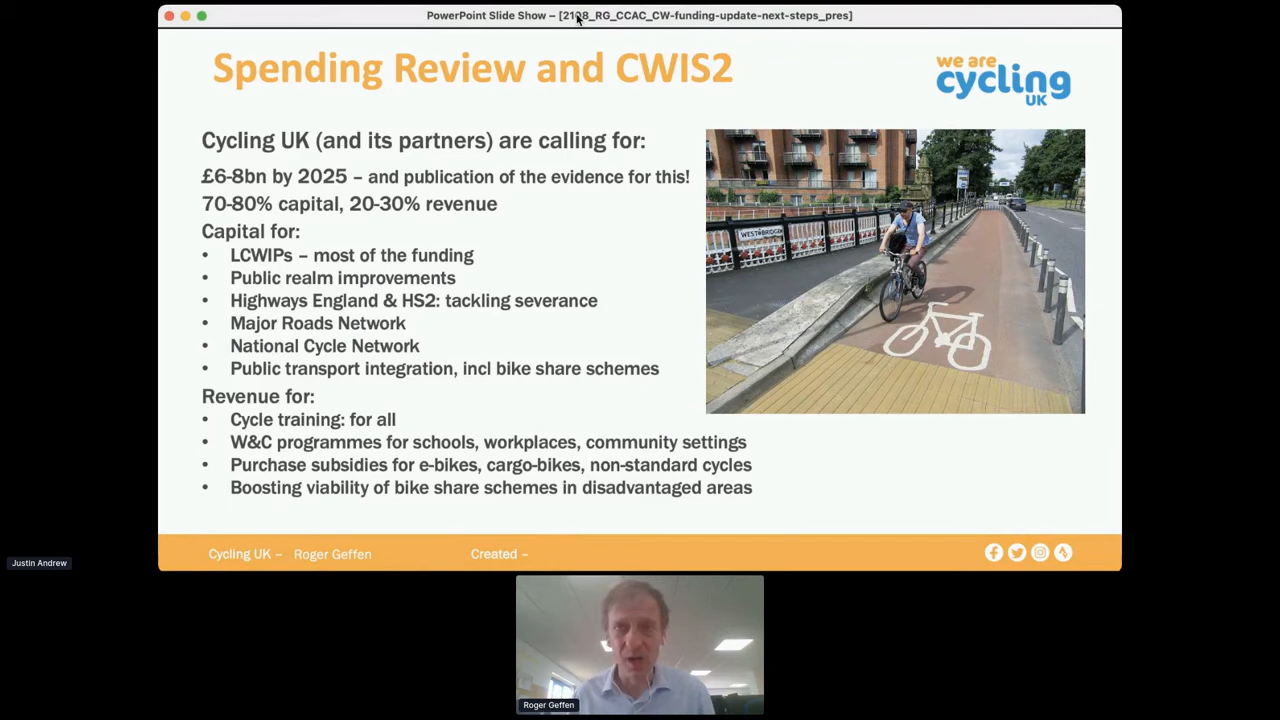 PowerPoint Slide Show – [2108_RG_CCAC_CW-funding-update-next-steps_pres]
Spending Review and CWIS2
we are
cycling
UK
Cycling UK (and its partners) are calling for:
£6-8bn by 2025 – and publication of the evidence for this!
70-80% capital, 20-30% revenue
Capital for:
• LCWIPs – most of the funding
• Public realm improvements
• Highways England & HS2: tackling severance
• Major Roads Network
• National Cycle Network
• Public transport integration, incl bike share schemes
WESTBRIDGE
Revenue for:
• Cycle training: for all
• W&C programmes for schools, workplaces, community settings
• Purchase subsidies for e-bikes, cargo-bikes, non-standard cycles
• Boosting viability of bike share schemes in disadvantaged areas
Cycling UK – Roger Geffen Created –
Justin Andrew
Roger Geffen